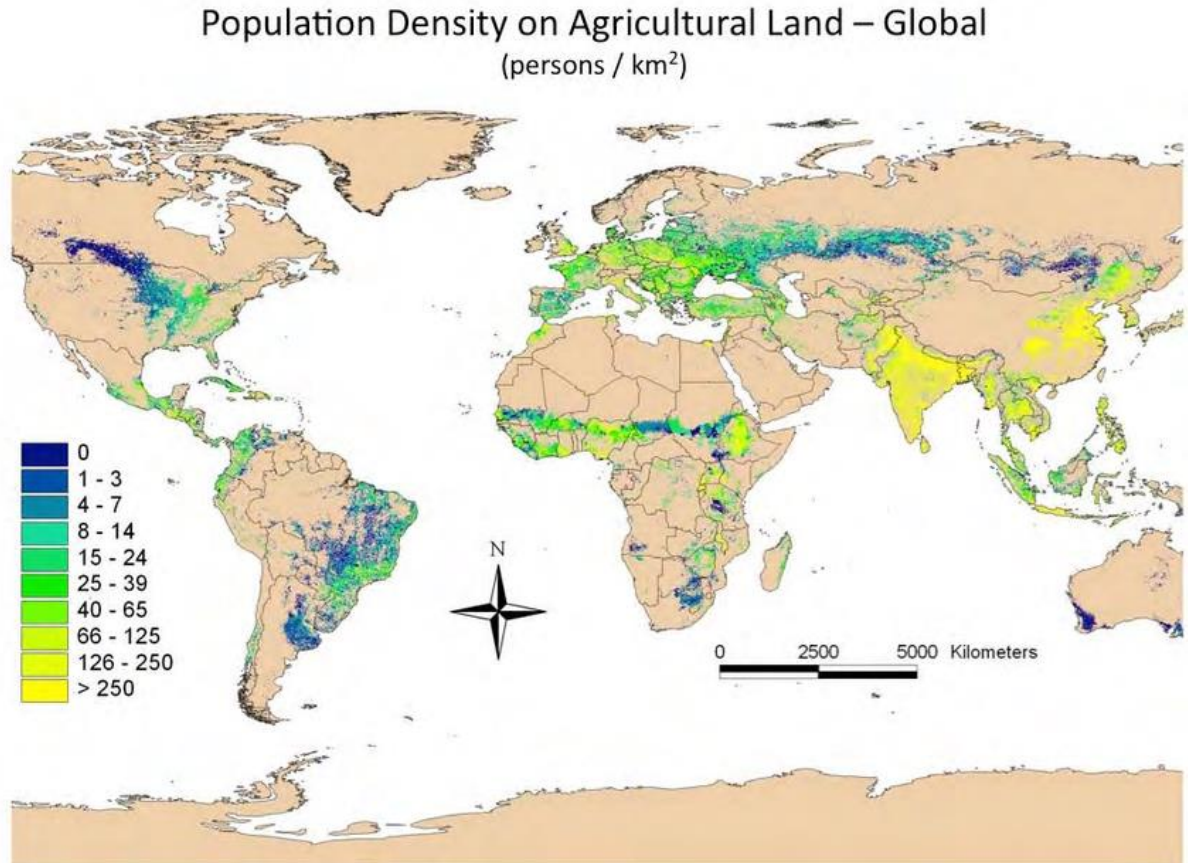 Population Density on Agricultural Land – Global
(persons / km²)
0
1 - 3
4 - 7
8 - 14
15 - 24
25 - 39
40 - 65
66 - 125
126 - 250
> 250
N
0 2500 5000 Kilometers